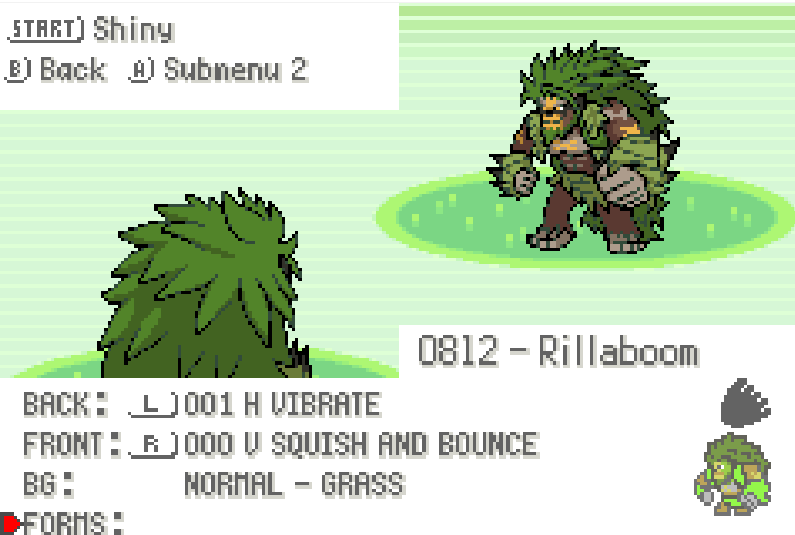 START) Shiny
B) Back A) Submenu 2
0812 - Rillaboom
BACK: L 001 H VIBRATE
FRONT: R 000 V SQUISH AND BOUNCE
BG: NORMAL - GRASS
FORMS: